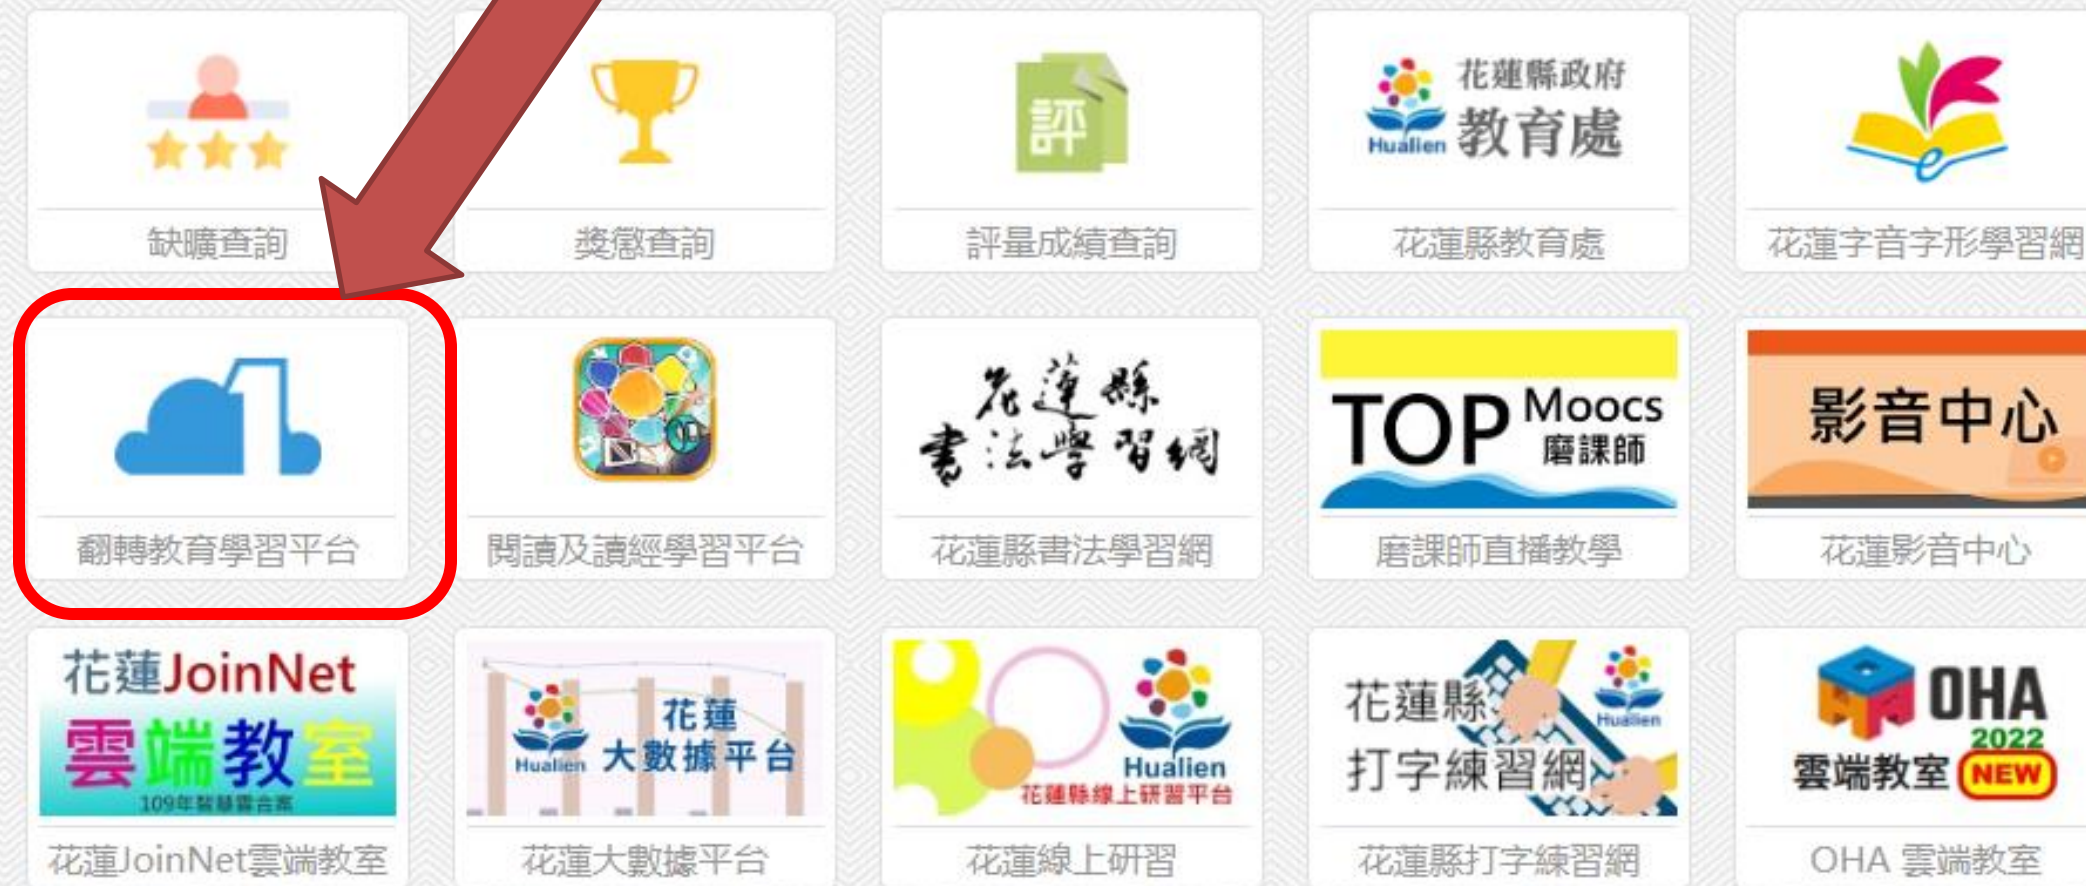 評
花蓮縣政府
教育處
Hualien
缺曠查詢
獎懲查詢
評量成績查詢
花蓮縣教育處
花蓮字音字形學習網
花蓮縣
書法學習網
TOP Moocs
磨課師
影音中心
翻轉教育學習平台
閱讀及讀經學習平台
花蓮縣書法學習網
磨課師直播教學
花蓮影音中心
花蓮JoinNet
雲端教室
109年智慧雲合案
花蓮
大數據平台
Hualien
Hualien
花蓮縣線上研習平台
花蓮縣
打字練習網
Hualien
OHA
2022
雲端教室 NEW
花蓮JoinNet雲端教室
花蓮大數據平台
花蓮線上研習
花蓮縣打字練習網
OHA 雲端教室